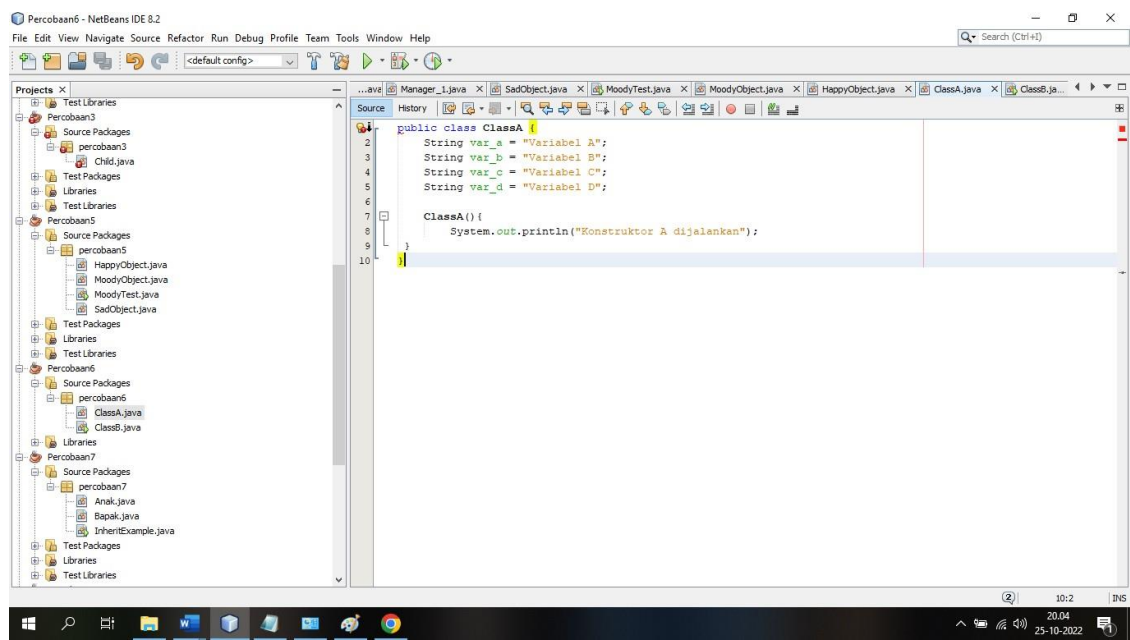 Percobaan6 - NetBeans IDE 8.2
File Edit View Navigate Source Refactor Run Debug Profile Team Tools Window Help
Search (Ctrl+I)
<default config>
Projects
...ava Manager_1.java SadObject.java MoodyTest.java MoodyObject.java HappyObject.java ClassA.java ClassB.ja...
Source History
Test Libraries
Percobaan3
Source Packages
percobaan3
Child.java
Test Packages
Libraries
Test Libraries
Percobaan5
Source Packages
percobaan5
HappyObject.java
MoodyObject.java
MoodyTest.java
SadObject.java
Test Packages
Libraries
Test Libraries
Percobaan6
Source Packages
percobaan6
ClassA.java
ClassB.java
Libraries
Percobaan7
Source Packages
percobaan7
Anak.java
Bapak.java
InheritExample.java
Test Packages
Libraries
Test Libraries
public class ClassA {
2 String var_a = "Variabel A";
3 String var_b = "Variabel B";
4 String var_c = "Variabel C";
5 String var_d = "Variabel D";
6
7 ClassA(){
8 System.out.println("Konstruktor A dijalankan");
9 }
10 }
2 10:2 INS
20.04
25-10-2022